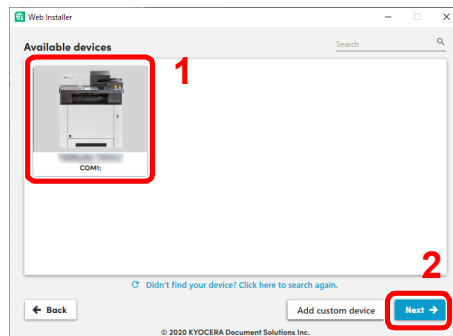 Web Installer
Available devices
Search
1
COM1:
2
Didn't find your device? Click here to search again.
Back
Add custom device
Next
© 2020 KYOCERA Document Solutions Inc.